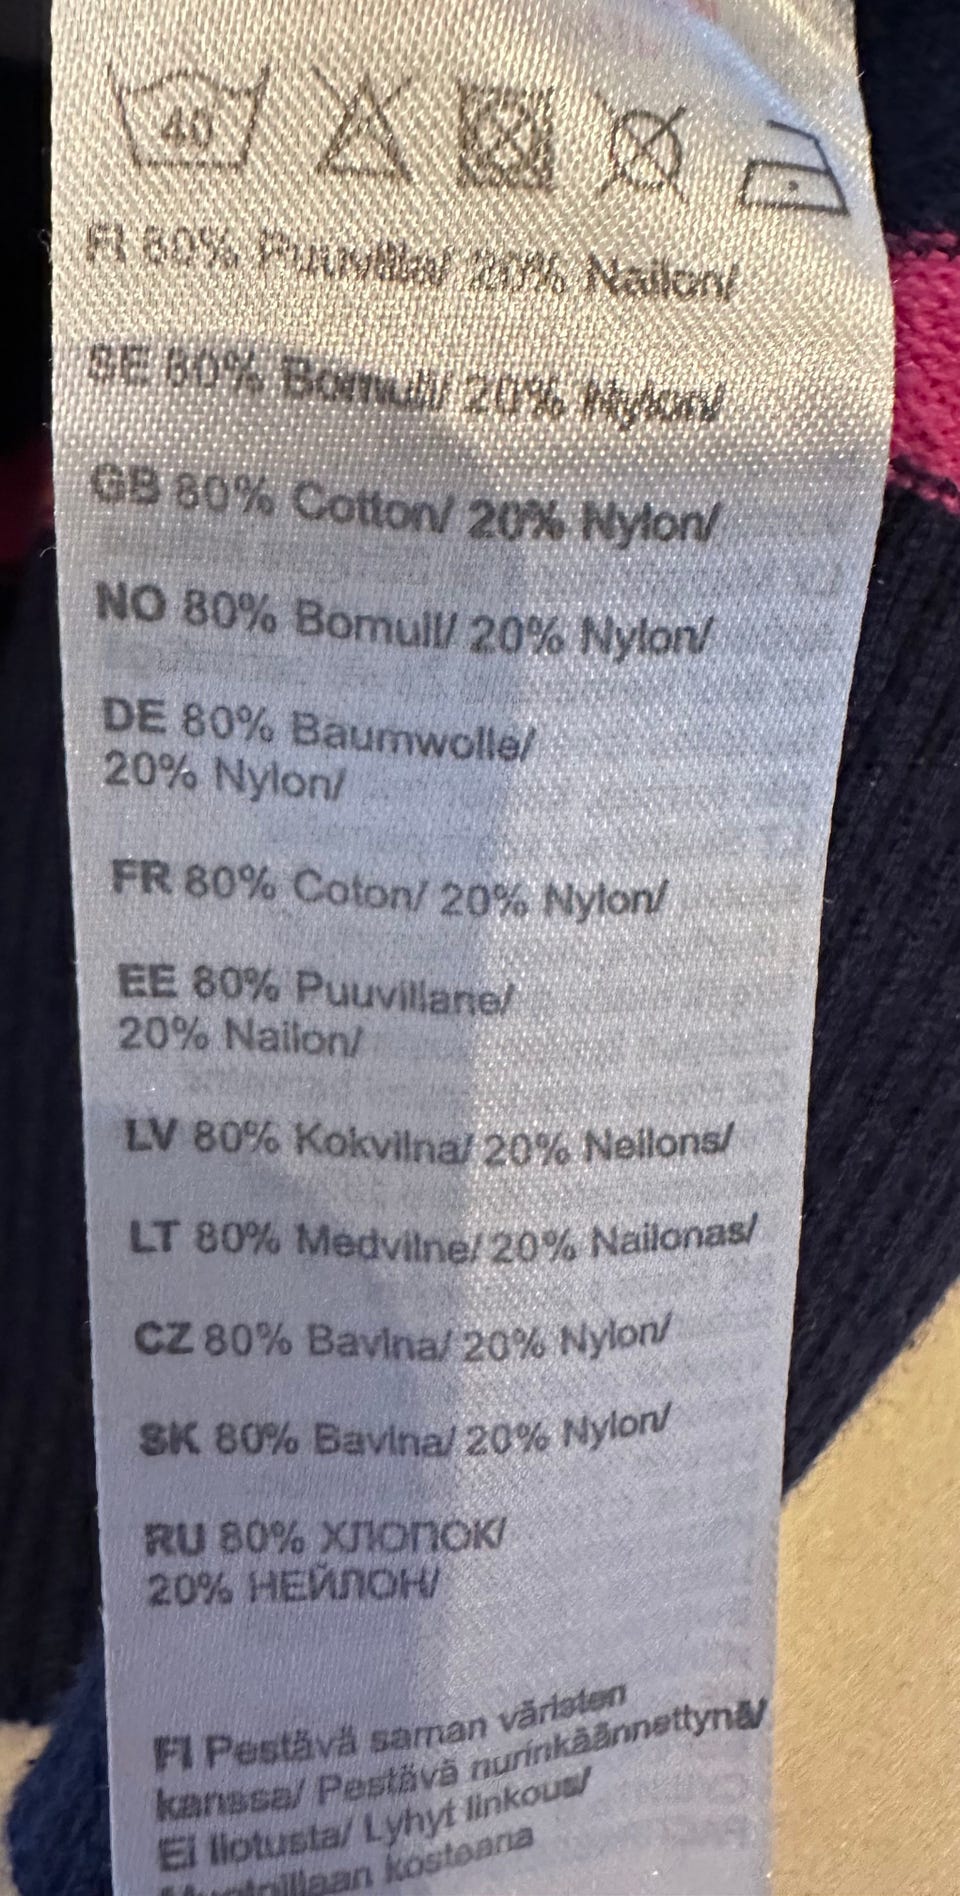 40
FI 80% Puuvilla/ 20% Nailon/
SE 80% Bomull/ 20% Nylon/
GB 80% Cotton/ 20% Nylon/
NO 80% Bomull/ 20% Nylon/
DE 80% Baumwolle/
20% Nylon/
FR 80% Coton/ 20% Nylon/
EE 80% Puuvillane/
20% Nailon/
LV 80% Kokvilna/ 20% Neilons/
LT 80% Medvilne/ 20% Nailonas/
CZ 80% Bavlna/ 20% Nylon/
SK 80% Bavlna/ 20% Nylon/
RU 80% ХЛОПОК/
20% НЕЙЛОН/
FI Pestävä saman väristen
kanssa/ Pestävä nurinkäännettynä/
Ei liotusta/ Lyhyt linkous/
kosteana